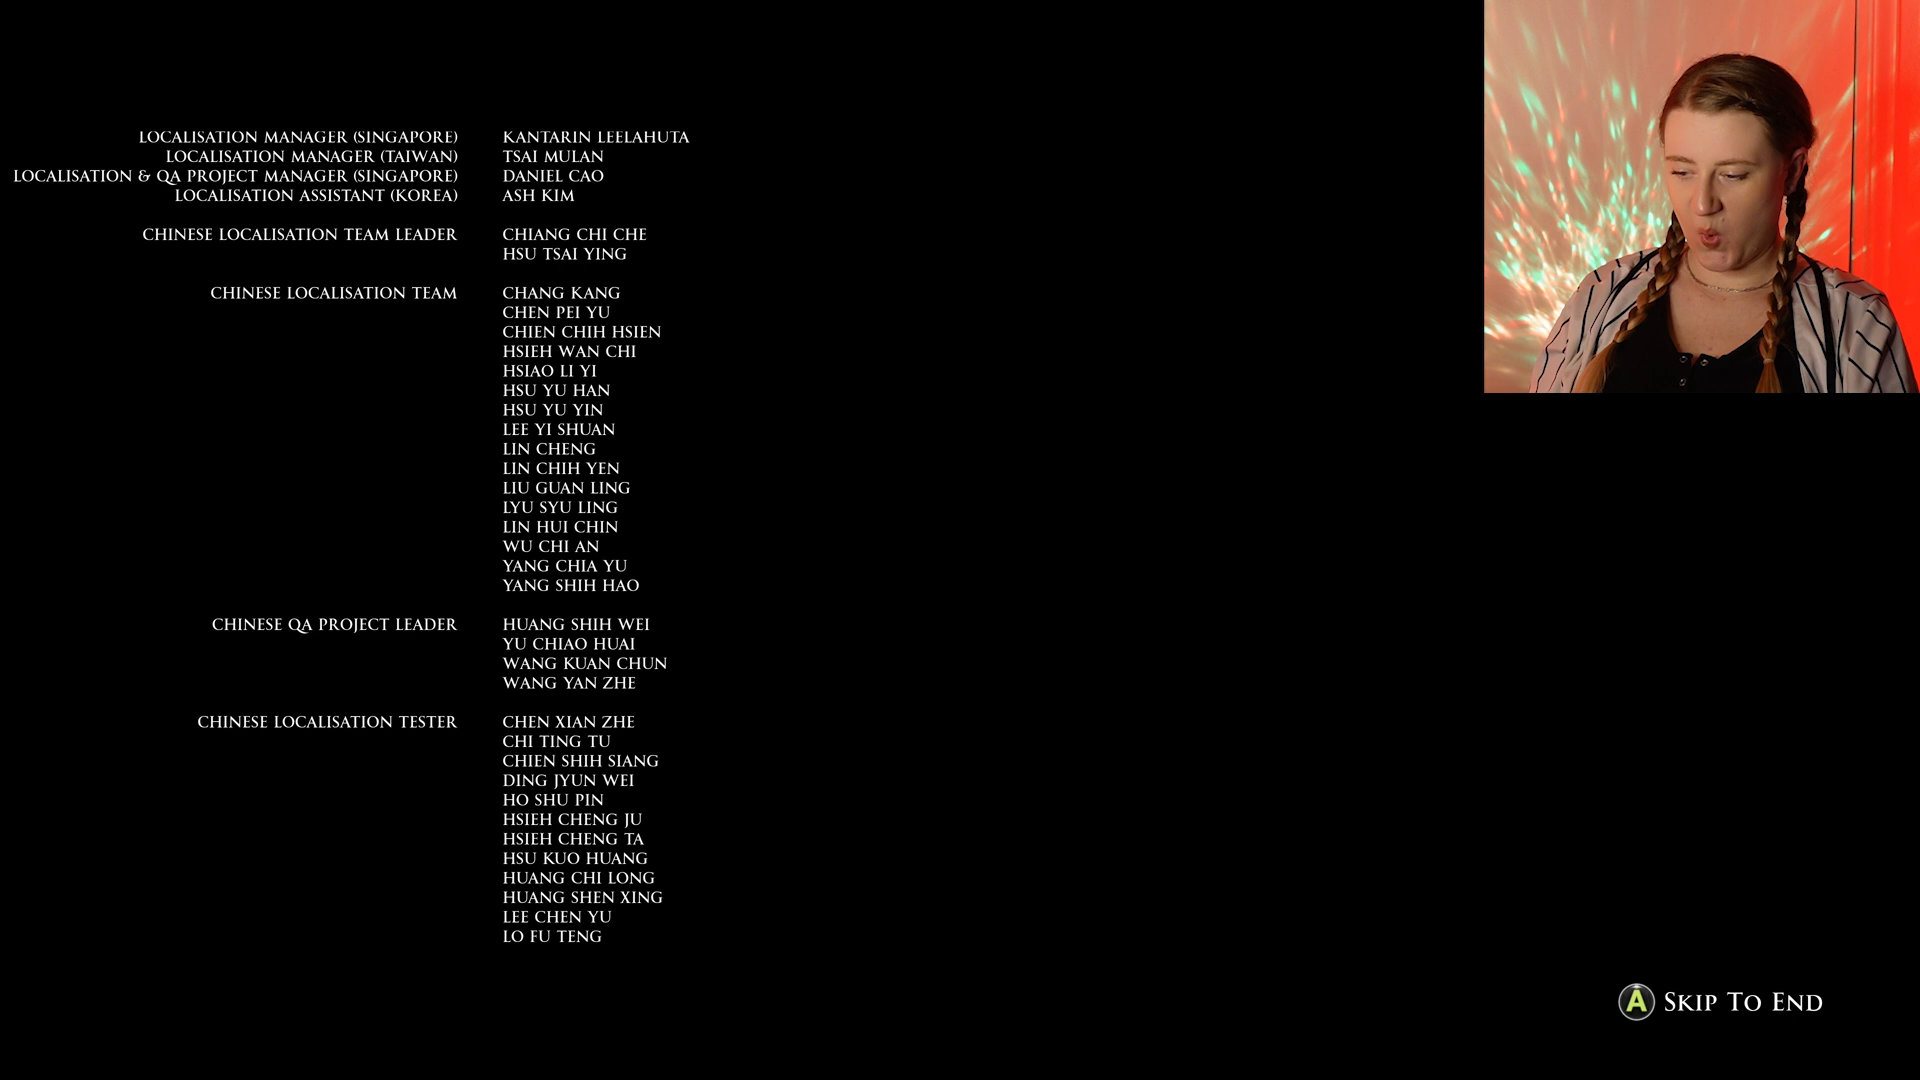 LOCALISATION MANAGER (SINGAPORE) KANTARIN LEELAHUTA
LOCALISATION MANAGER (TAIWAN) TSAI MULAN
LOCALISATION & QA PROJECT MANAGER (SINGAPORE) DANIEL CAO
LOCALISATION ASSISTANT (KOREA) ASH KIM
CHINESE LOCALISATION TEAM LEADER CHIANG CHI CHE
HSU TSAI YING
CHINESE LOCALISATION TEAM CHANG KANG
CHEN PEI YU
CHIEN CHIH HSIEN
HSIEH WAN CHI
HSIAO LI YI
HSU YU HAN
HSU YU YIN
LEE YI SHUAN
LIN CHENG
LIN CHIH YEN
LIU GUAN LING
LYU SYU LING
LIN HUI CHIN
WU CHI AN
YANG CHIA YU
YANG SHIH HAO
CHINESE QA PROJECT LEADER HUANG SHIH WEI
YU CHIAO HUAI
WANG KUAN CHUN
WANG YAN ZHE
CHINESE LOCALISATION TESTER CHEN XIAN ZHE
CHI TING TU
CHIEN SHIH SIANG
DING JYUN WEI
HO SHU PIN
HSIEH CHENG JU
HSIEH CHENG TA
HSU KUO HUANG
HUANG CHI LONG
HUANG SHEN XING
LEE CHEN YU
LO FU TENG
A SKIP TO END